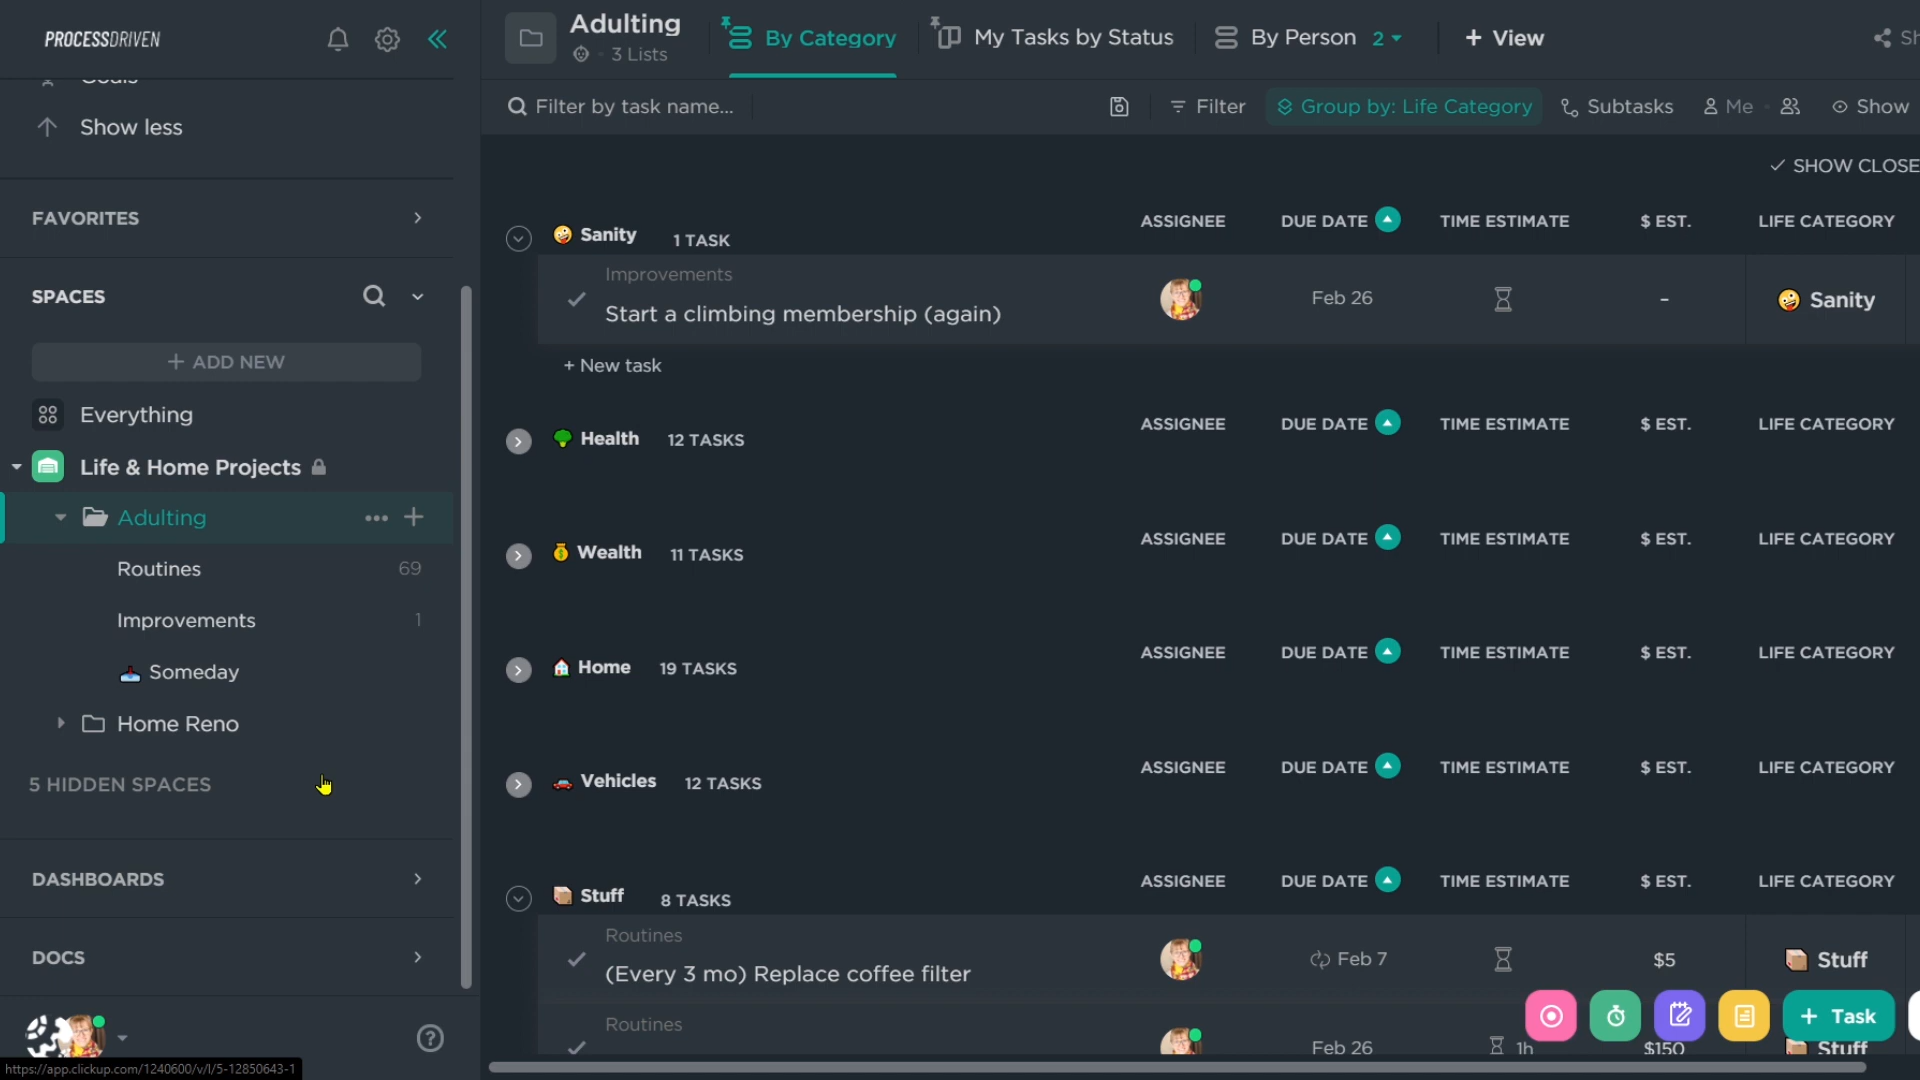 PROCESSDRIVEN
Goals
Show less
FAVORITES
SPACES
+ ADD NEW
Everything
Life & Home Projects
Adulting
Routines 69
Improvements 1
Someday
Home Reno
5 HIDDEN SPACES
DASHBOARDS
DOCS
https://app.clickup.com/1240600/v/l/5-12850643-1
Adulting
3 Lists
By Category
My Tasks by Status
By Person 2
+ View
Sh
Filter by task name...
Filter
Group by: Life Category
Subtasks
Me
Show
SHOW CLOSE
Sanity 1 TASK ASSIGNEE DUE DATE TIME ESTIMATE $ EST. LIFE CATEGORY
Improvements
Start a climbing membership (again) Feb 26 - Sanity
+ New task
Health 12 TASKS ASSIGNEE DUE DATE TIME ESTIMATE $ EST. LIFE CATEGORY
Wealth 11 TASKS ASSIGNEE DUE DATE TIME ESTIMATE $ EST. LIFE CATEGORY
Home 19 TASKS ASSIGNEE DUE DATE TIME ESTIMATE $ EST. LIFE CATEGORY
Vehicles 12 TASKS ASSIGNEE DUE DATE TIME ESTIMATE $ EST. LIFE CATEGORY
Stuff 8 TASKS ASSIGNEE DUE DATE TIME ESTIMATE $ EST. LIFE CATEGORY
Routines
(Every 3 mo) Replace coffee filter Feb 7 $5 Stuff
Routines
Feb 26 1h $150 Stuff
+ Task